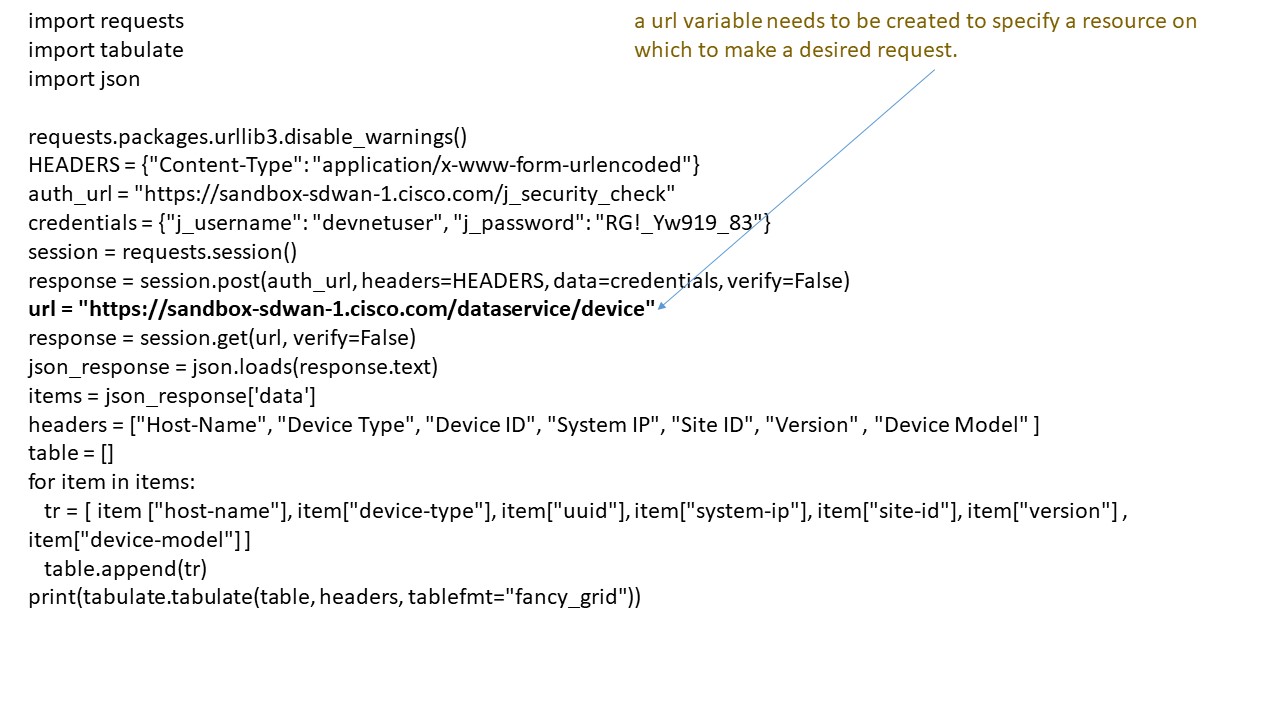 import requests
import tabulate
import json
a url variable needs to be created to specify a resource on
which to make a desired request.
requests.packages.urllib3.disable_warnings()
HEADERS = {"Content-Type": "application/x-www-form-urlencoded"}
auth_url = "https://sandbox-sdwan-1.cisco.com/j_security_check"
credentials = {"j_username": "devnetuser", "j_password": "RG!_Yw919_83"}
session = requests.session()
response = session.post(auth_url, headers=HEADERS, data=credentials, verify=False)
url = "https://sandbox-sdwan-1.cisco.com/dataservice/device"
response = session.get(url, verify=False)
json_response = json.loads(response.text)
items = json_response['data']
headers = ["Host-Name", "Device Type", "Device ID", "System IP", "Site ID", "Version" , "Device Model" ]
table = []
for item in items:
   tr = [ item ["host-name"], item["device-type"], item["uuid"], item["system-ip"], item["site-id"], item["version"] ,
item["device-model"] ]
   table.append(tr)
print(tabulate.tabulate(table, headers, tablefmt="fancy_grid"))